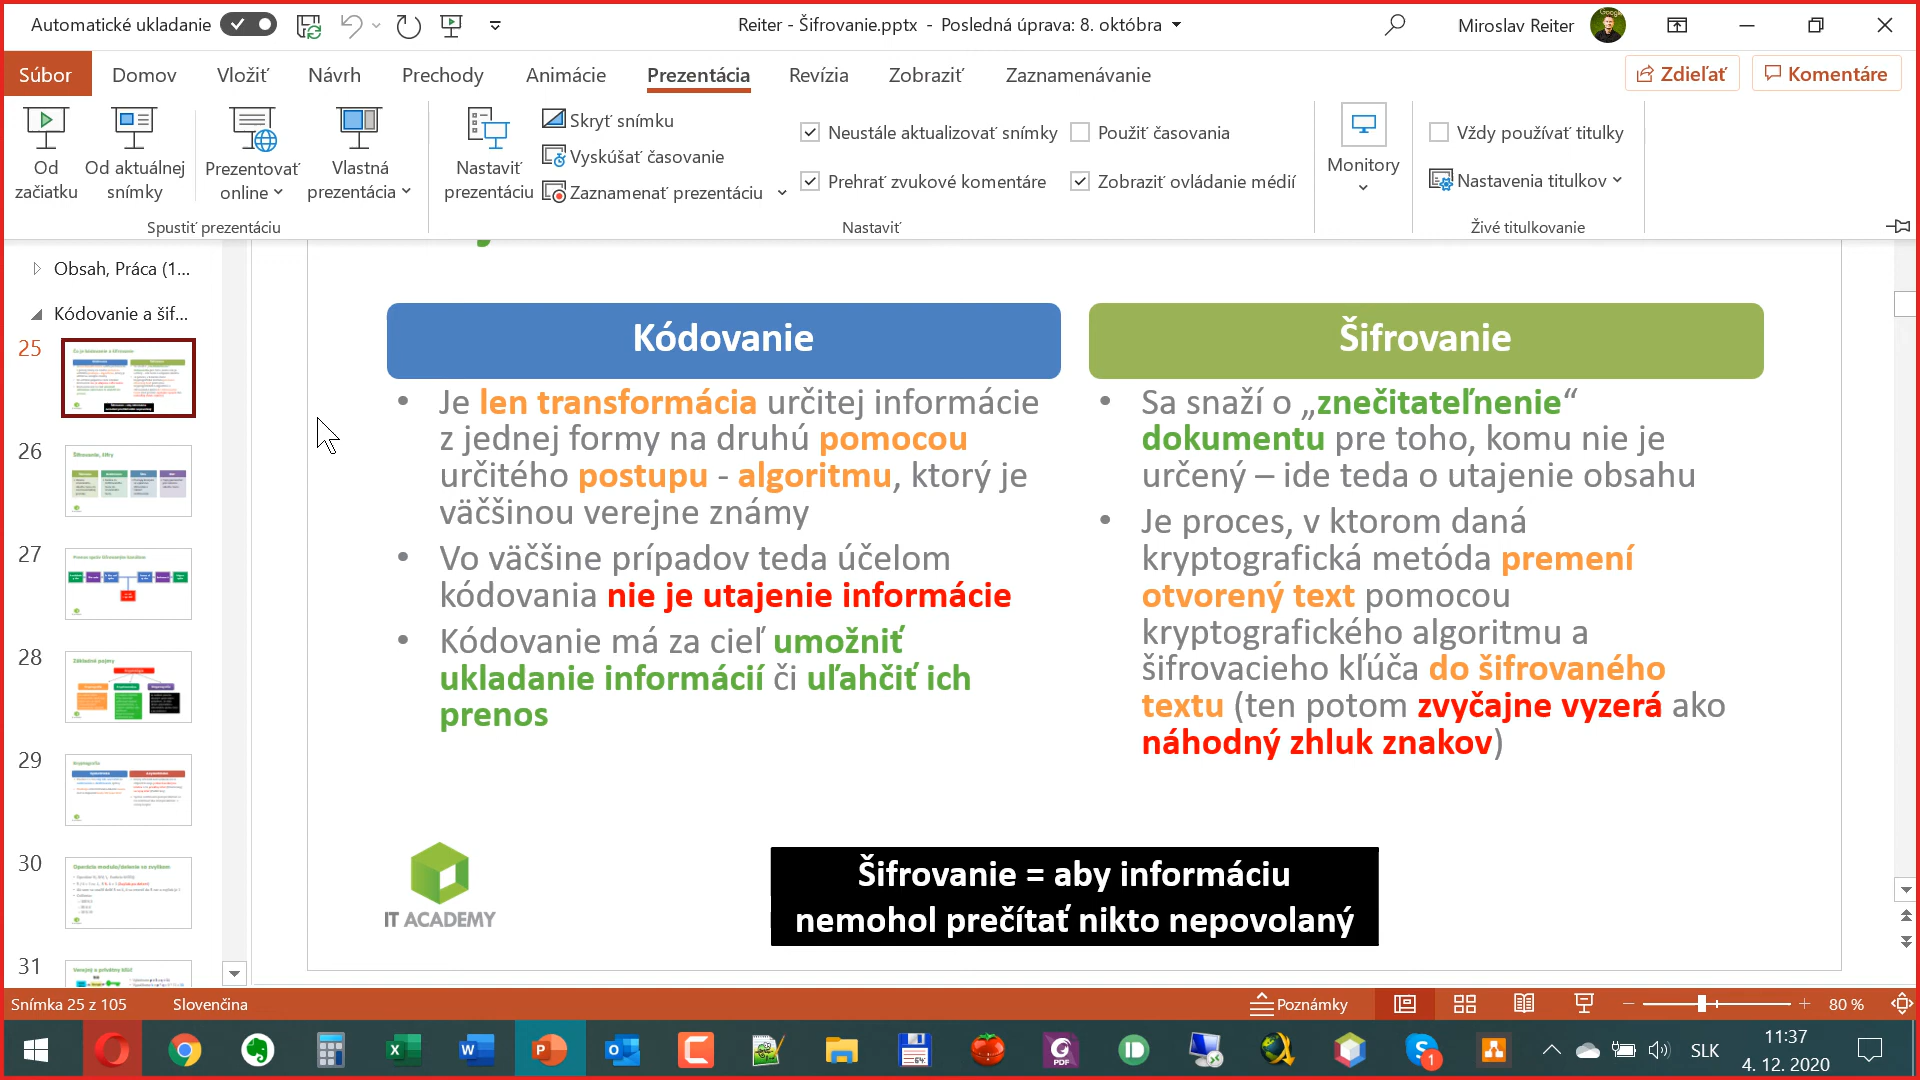 Automatické ukladanie
Reiter - Šifrovanie.pptx - Posledná úprava: 8. októbra
Miroslav Reiter
Súbor Domov Vložiť Návrh Prechody Animácie Prezentácia Revízia Zobraziť Zaznamenávanie
Zdieľať Komentáre
Od začiatku
Od aktuálnej snímky
Prezentovať online
Vlastná prezentácia
Spustiť prezentáciu
Nastaviť prezentáciu
Skryť snímku
Vyskúšať časovanie
Zaznamenať prezentáciu
Neustále aktualizovať snímky
Použiť časovania
Prehrať zvukové komentáre
Zobraziť ovládanie médií
Nastaviť
Monitory
Vždy používať titulky
Nastavenia titulkov
Živé titulkovanie
Obsah, Práca (1...
Kódovanie a šif...
25
26
27
28
29
30
31
Kódovanie
Je len transformácia určitej informácie
z jednej formy na druhú pomocou
určitého postupu - algoritmu, ktorý je
väčšinou verejne známy
Vo väčšine prípadov teda účelom
kódovania nie je utajenie informácie
Kódovanie má za cieľ umožniť
ukladanie informácií či uľahčiť ich
prenos
Šifrovanie
Sa snaží o „znečitateľnenie“
dokumentu pre toho, komu nie je
určený – ide teda o utajenie obsahu
Je proces, v ktorom daná
kryptografická metóda premení
otvorený text pomocou
kryptografického algoritmu a
šifrovacieho kľúča do šifrovaného
textu (ten potom zvyčajne vyzerá ako
náhodný zhluk znakov)
IT ACADEMY
Šifrovanie = aby informáciu
nemohol prečítať nikto nepovolaný
Snímka 25 z 105 Slovenčina
Poznámky
80 %
SLK
11:37
4. 12. 2020